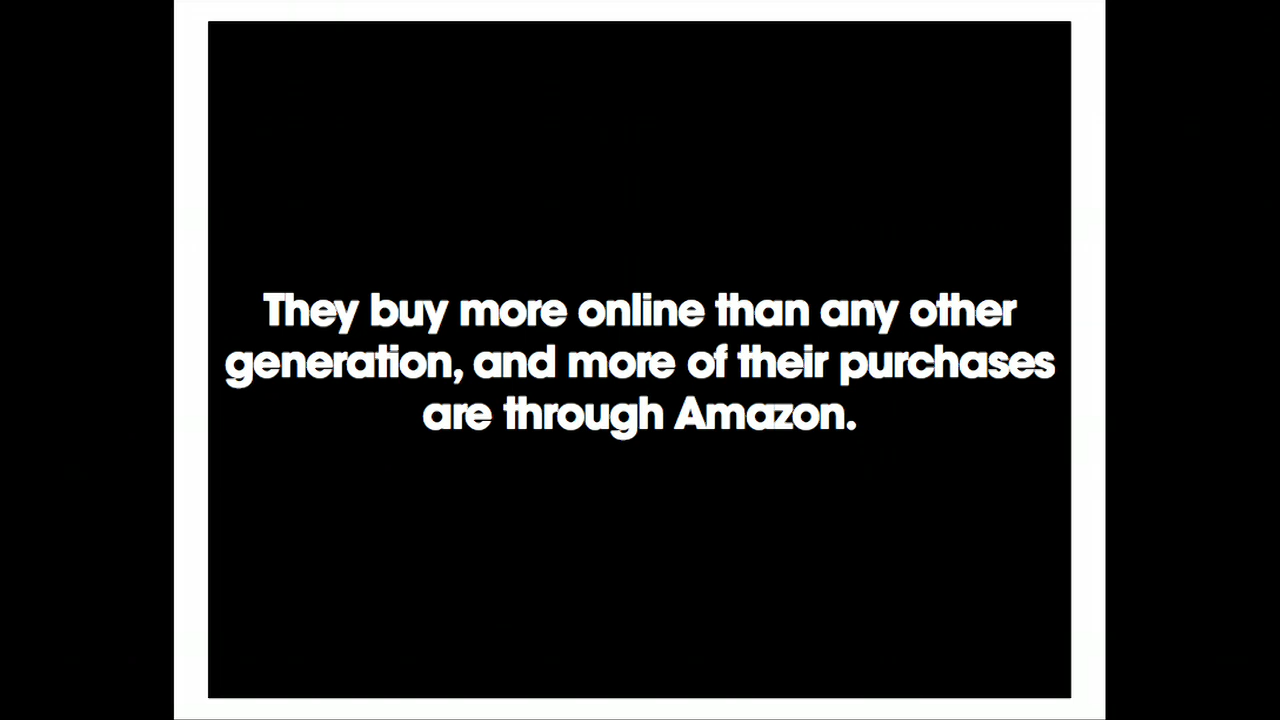 They buy more online than any other
generation, and more of their purchases
are through Amazon.